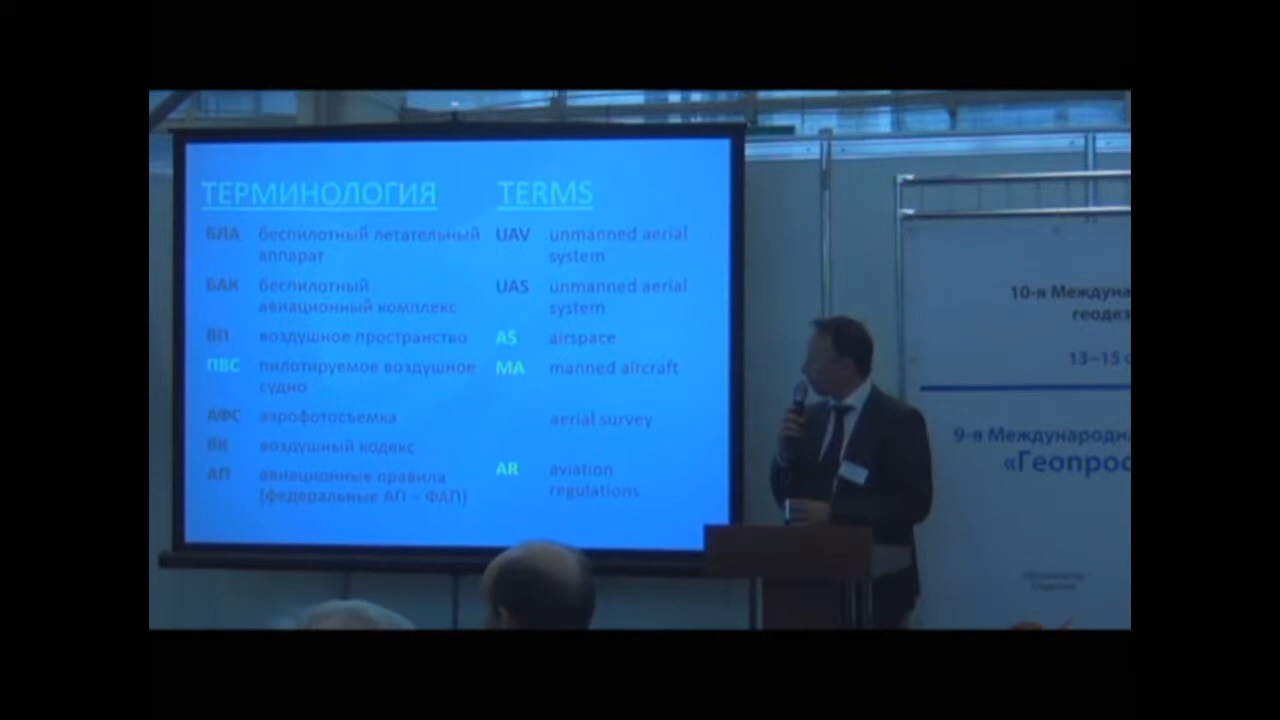 ТЕРМИНОЛОГИЯ
БЛА беспилотный летательный
аппарат
БАК беспилотный
авиационный комплекс
ВП воздушное пространство
ПВС пилотируемое воздушное
судно
АФС аэрофотосъемка
ВК воздушный кодекс
АП авиационные правила
(федеральные АП – ФАП)
TERMS
UAV unmanned aerial
system
UAS unmanned aerial
system
AS airspace
MA manned aircraft
aerial survey
AR aviation
regulations
10-я Междуна
геодез
13–15
9-я Международн
«Геопрос